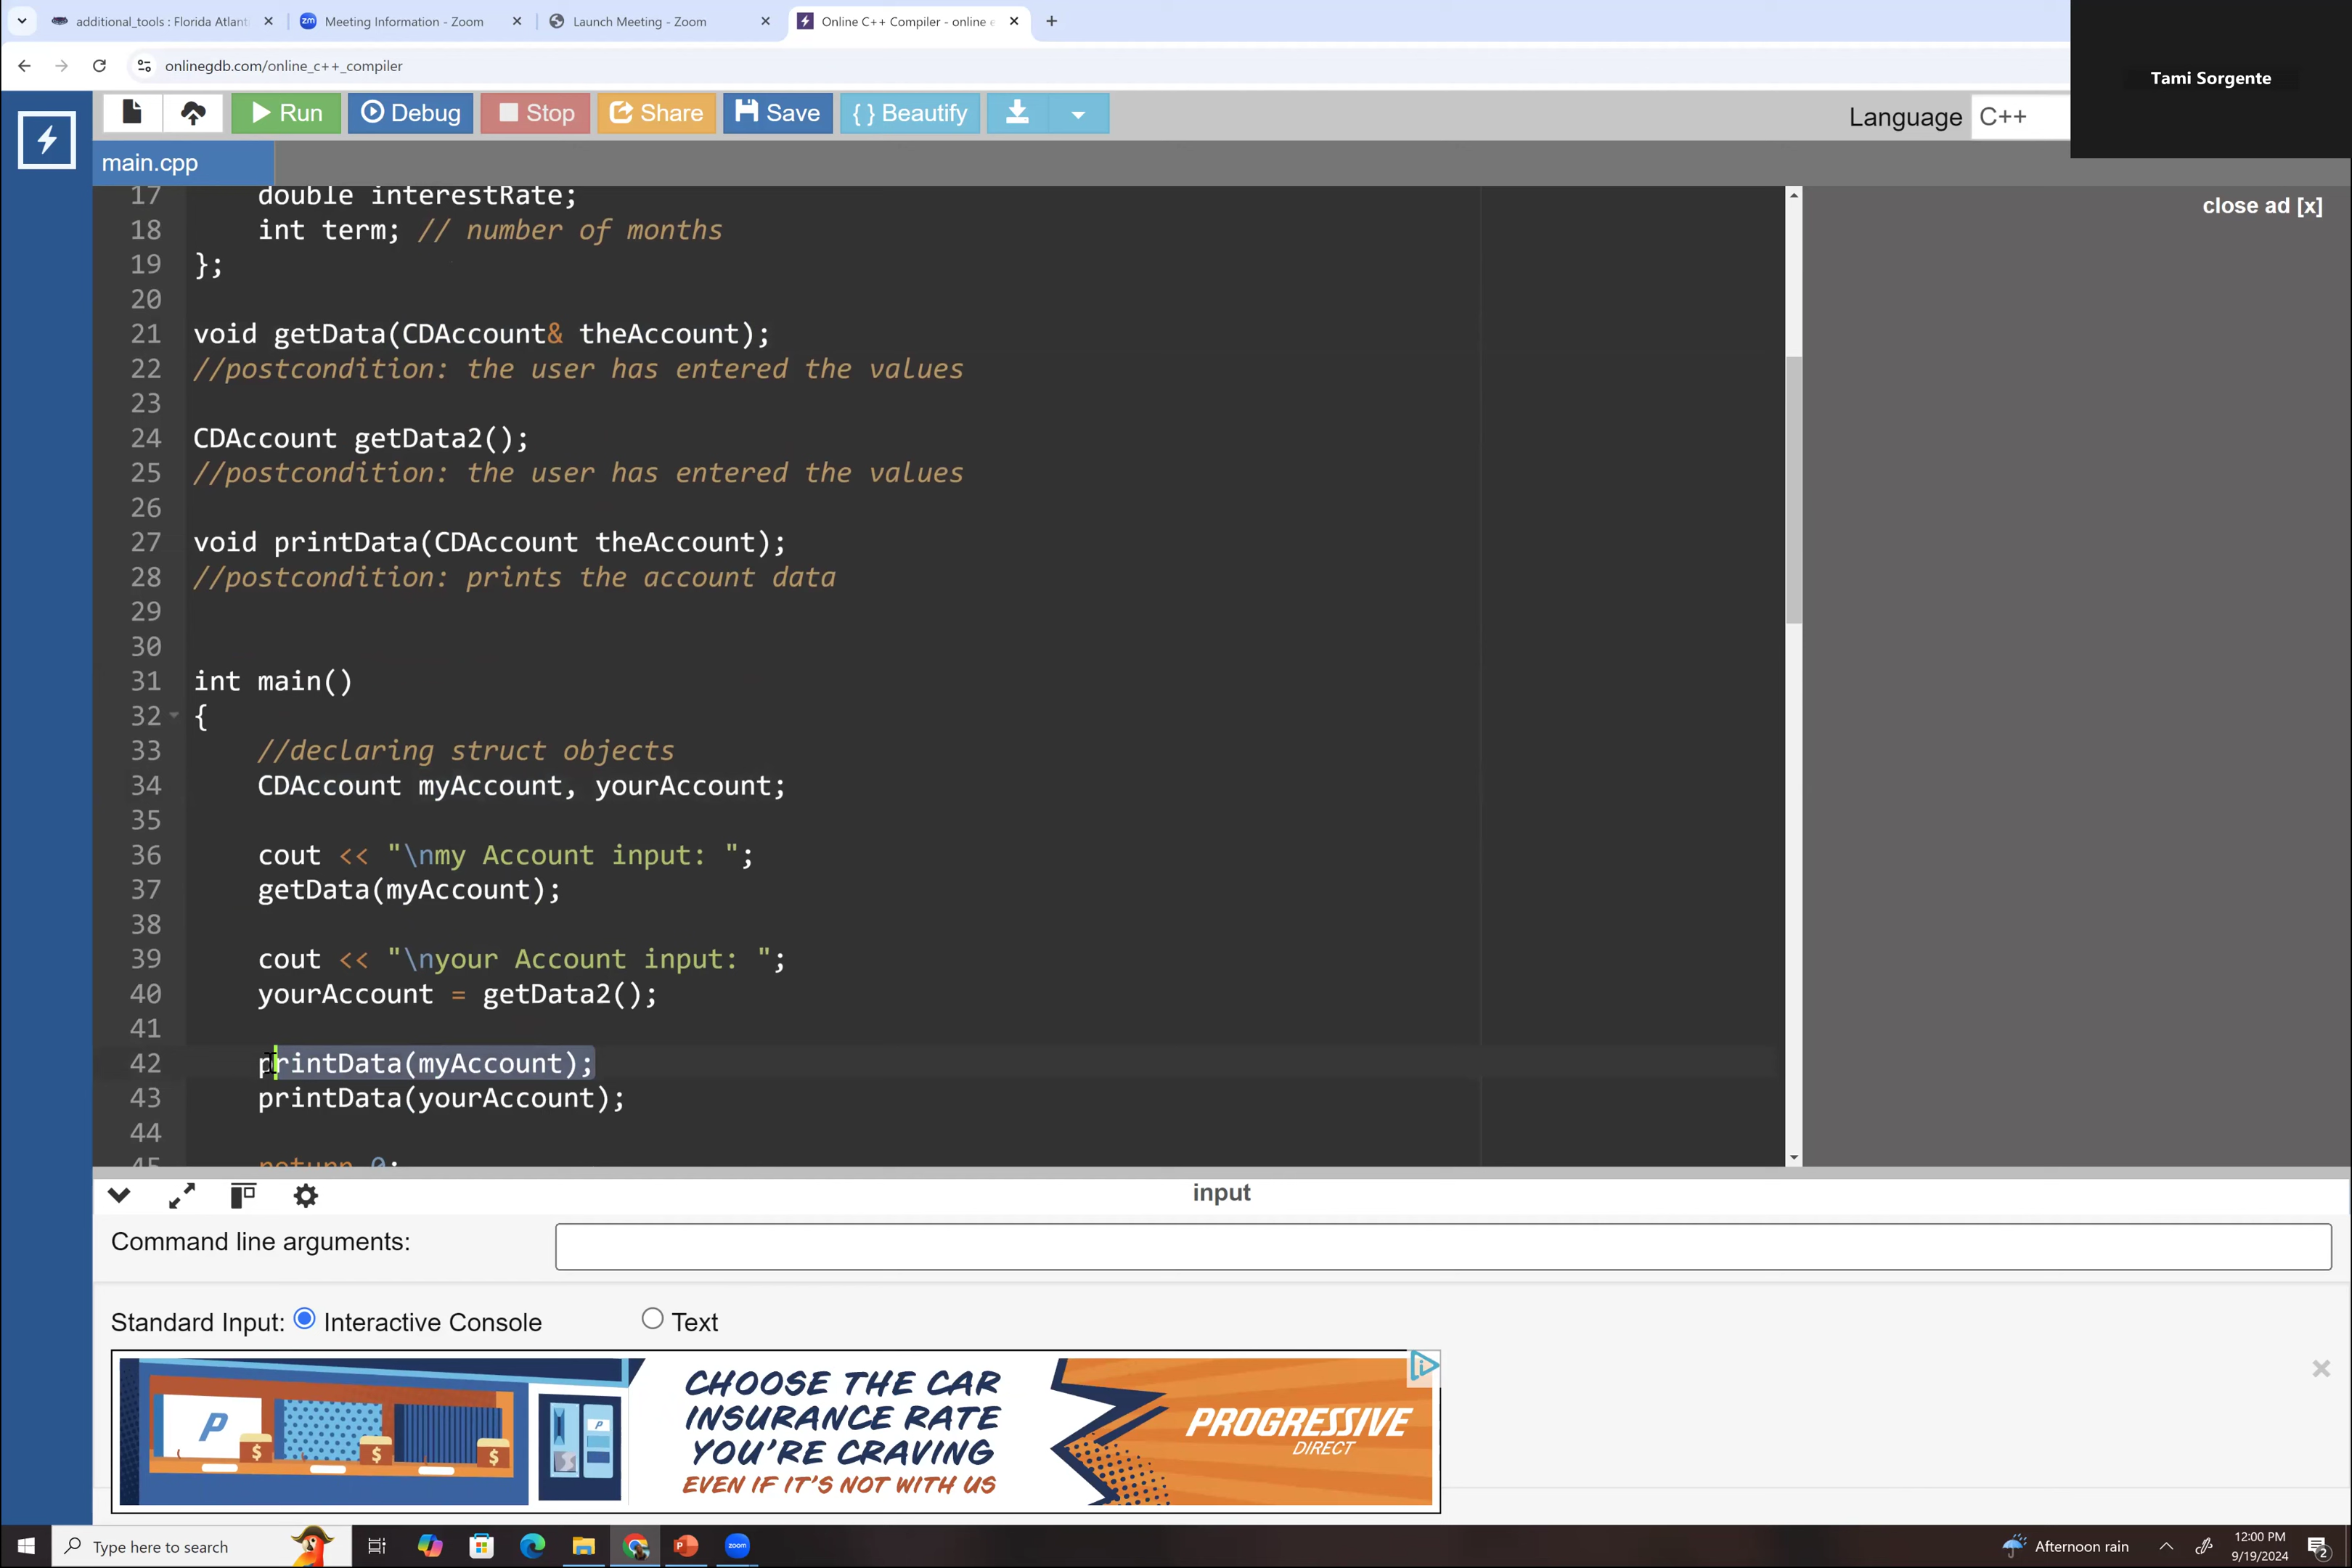 additional_tools : Florida Atlant
Meeting Information - Zoom
Launch Meeting - Zoom
Online C++ Compiler - online e
onlinegdb.com/online_c++_compiler
Tami Sorgente
Run
Debug
Stop
Share
Save
{ } Beautify
Language C++
main.cpp
close ad [x]
17 double interestRate;
18 int term; // number of months
19 };
20
21 void getData(CDAccount& theAccount);
22 //postcondition: the user has entered the values
23
24 CDAccount getData2();
25 //postcondition: the user has entered the values
26
27 void printData(CDAccount theAccount);
28 //postcondition: prints the account data
29
30
31 int main()
32 {
33 //declaring struct objects
34 CDAccount myAccount, yourAccount;
35
36 cout << "\nmy Account input: ";
37 getData(myAccount);
38
39 cout << "\nyour Account input: ";
40 yourAccount = getData2();
41
42 printData(myAccount);
43 printData(yourAccount);
44
45 return 0;
input
Command line arguments:
Standard Input: Interactive Console Text
CHOOSE THE CAR
INSURANCE RATE
YOU'RE CRAVING
EVEN IF IT'S NOT WITH US
PROGRESSIVE
DIRECT
Type here to search
zoom
Afternoon rain
12:00 PM
9/19/2024
2